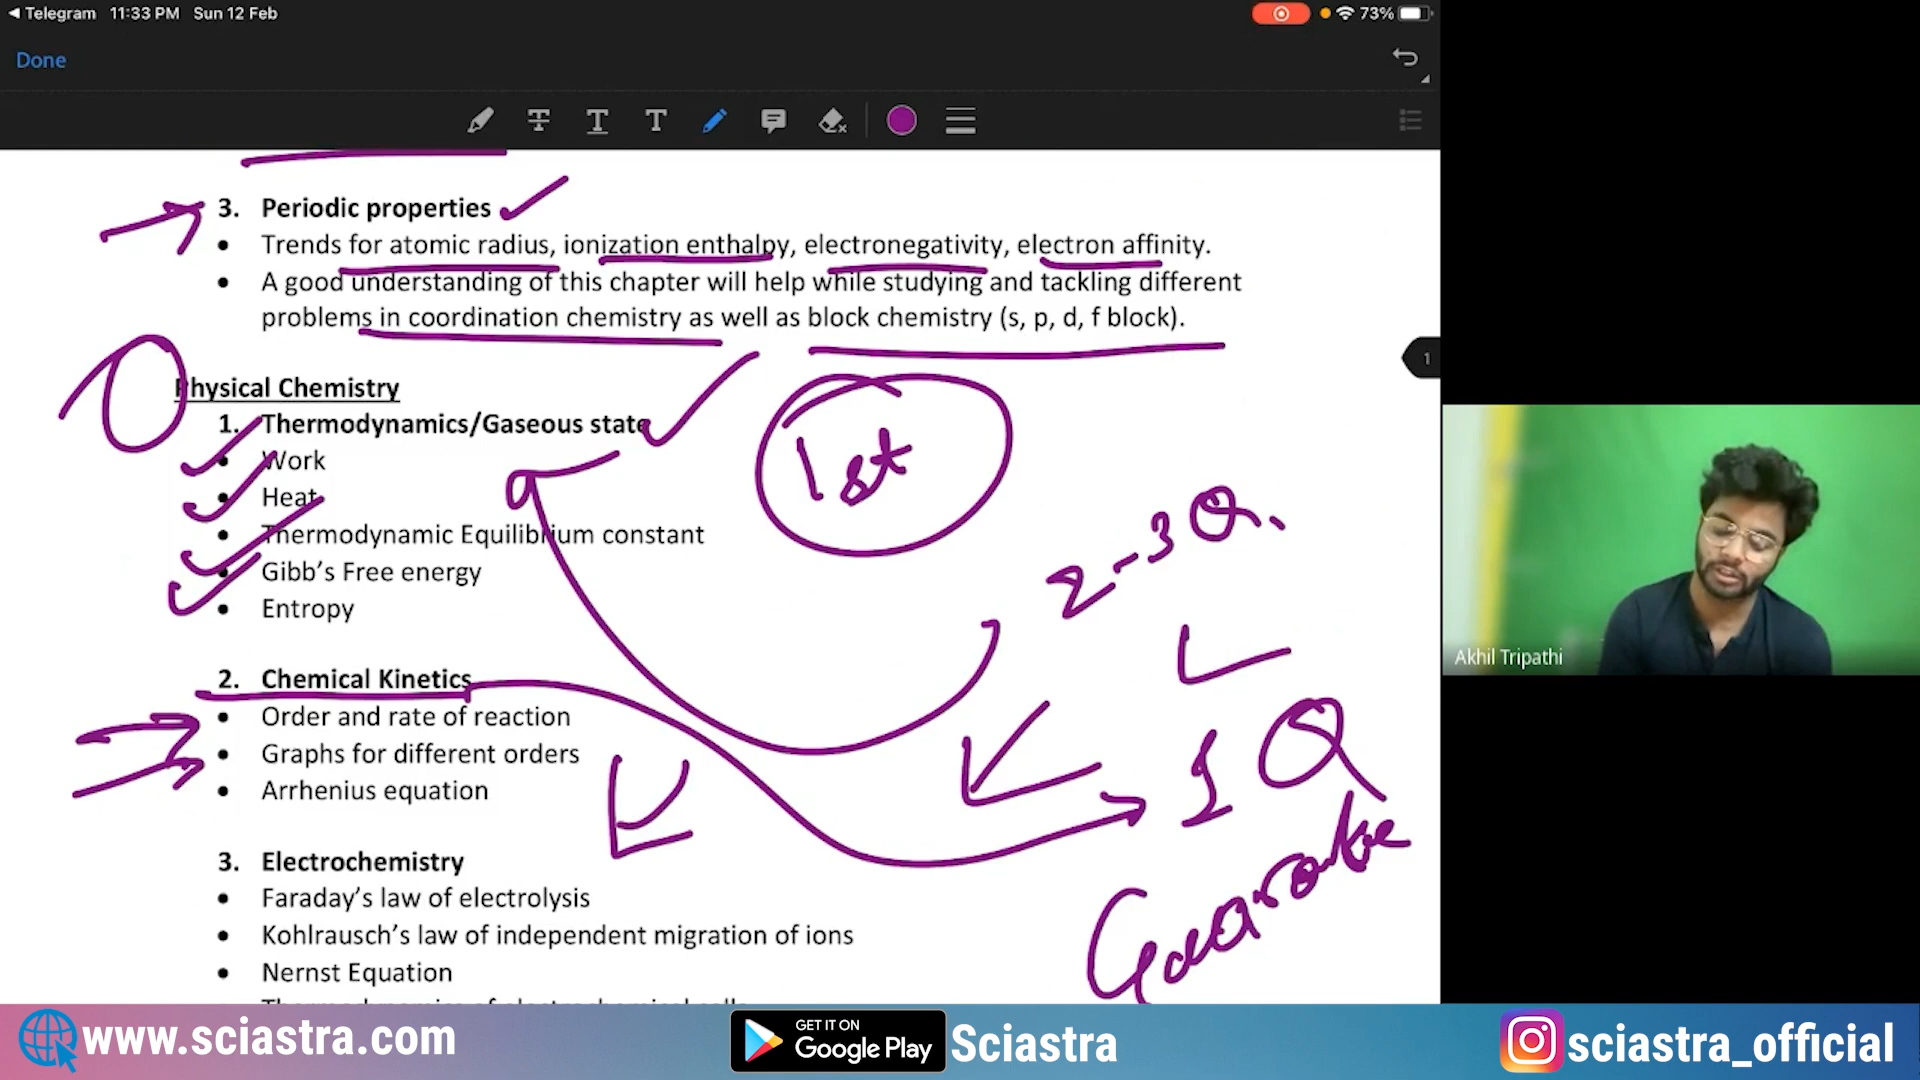 Telegram 11:33 PM Sun 12 Feb 73%
Done
3. Periodic properties
• Trends for atomic radius, ionization enthalpy, electronegativity, electron affinity.
• A good understanding of this chapter will help while studying and tackling different
problems in coordination chemistry as well as block chemistry (s, p, d, f block).
1
Physical Chemistry
1. Thermodynamics/Gaseous state
• Work
• Heat
• Thermodynamic Equilibrium constant
• Gibb's Free energy
• Entropy
1st
2-3 Q.
2. Chemical Kinetics
• Order and rate of reaction
• Graphs for different orders
• Arrhenius equation
1 Q
3. Electrochemistry
• Faraday's law of electrolysis
• Kohlrausch's law of independent migration of ions
• Nernst Equation
Akhil Tripathi
www.sciastra.com
GET IT ON
Google Play
Sciastra
sciastra_official